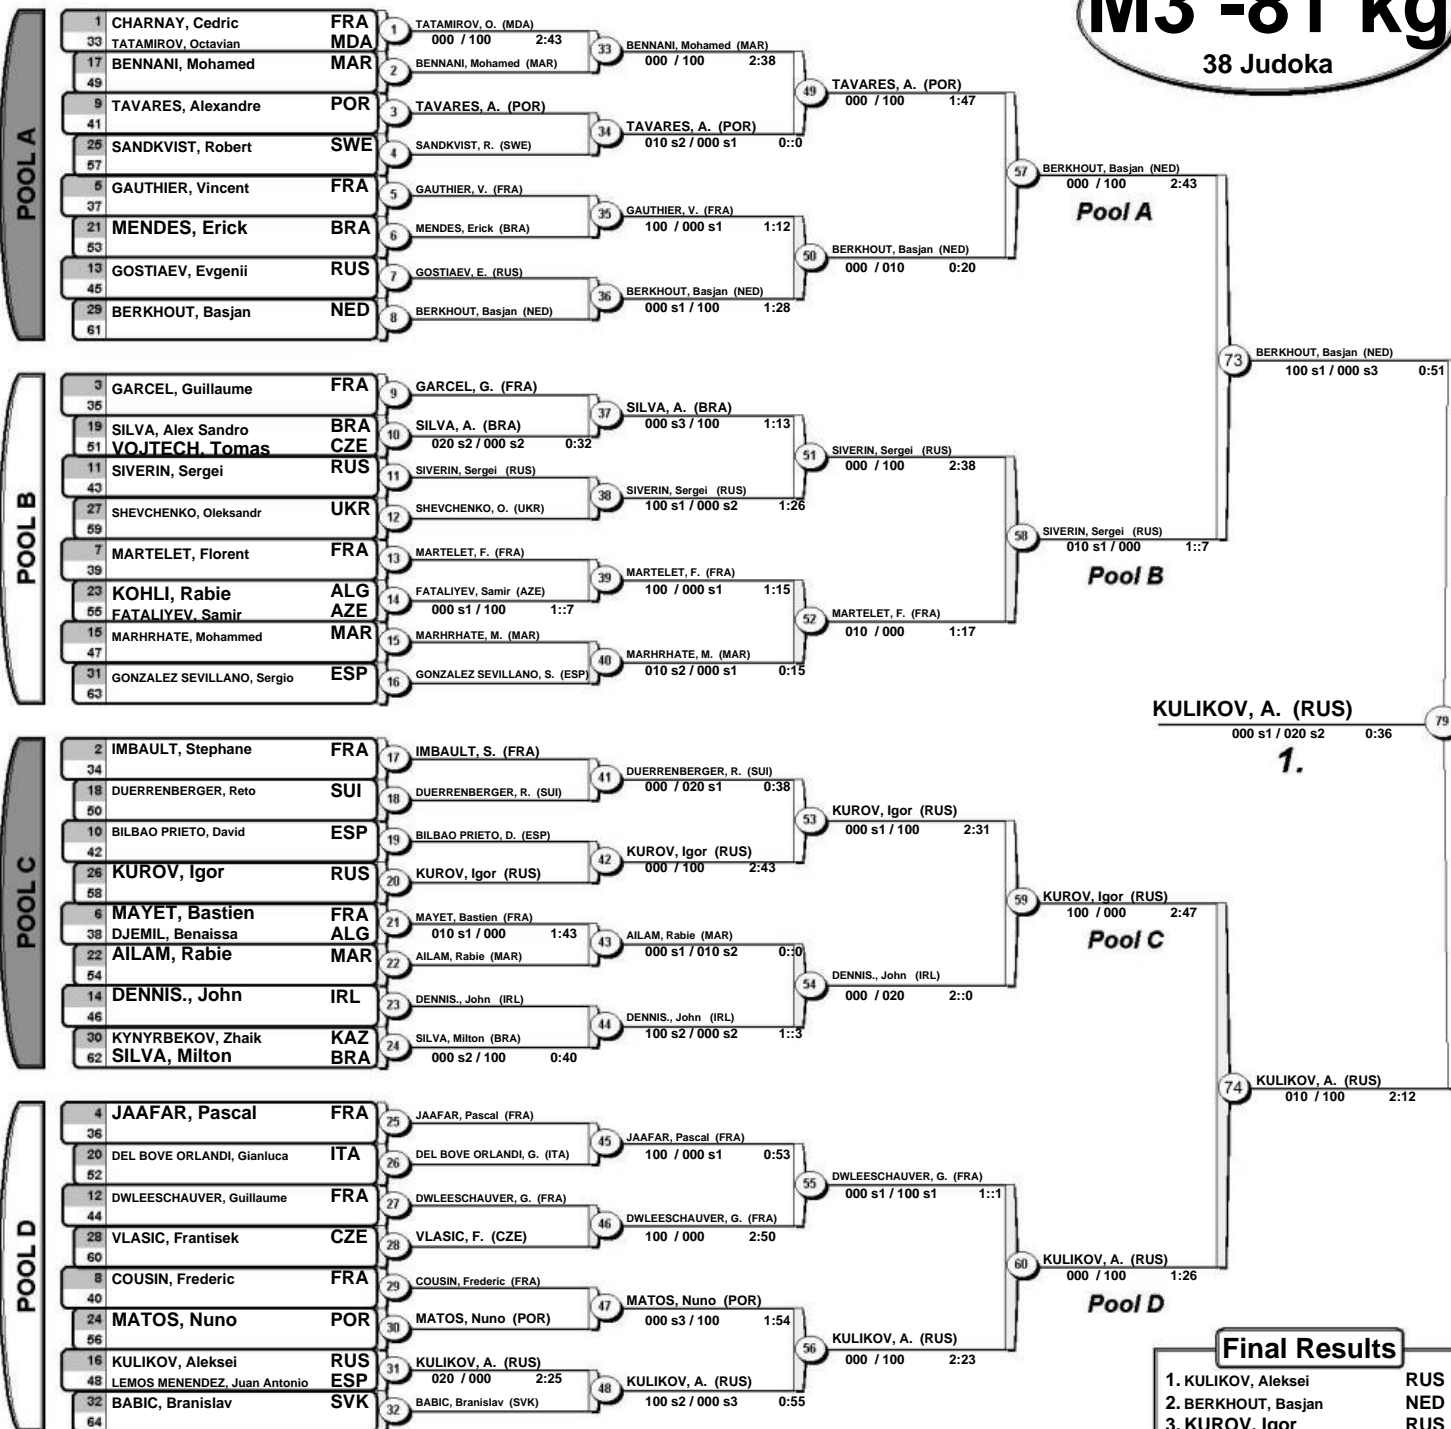 M3 -81 kg
38 Judoka
POOL A
1 CHARNAY, Cedric FRA
33 TATAMIROV, Octavian MDA
17 BENNANI, Mohamed MAR
49
9 TAVARES, Alexandre POR
41
25 SANDKVIST, Robert SWE
57
5 GAUTHIER, Vincent FRA
37
21 MENDES, Erick BRA
53
13 GOSTIAEV, Evgenii RUS
45
29 BERKHOUT, Basjan NED
61
1 TATAMIROV, O. (MDA)
000 / 100 2:43
2 BENNANI, Mohamed (MAR)
3 TAVARES, A. (POR)
4 SANDKVIST, R. (SWE)
5 GAUTHIER, V. (FRA)
6 MENDES, Erick (BRA)
7 GOSTIAEV, E. (RUS)
8 BERKHOUT, Basjan (NED)
33 BENNANI, Mohamed (MAR)
000 / 100 2:38
34 TAVARES, A. (POR)
010 s2 / 000 s1 0::0
35 GAUTHIER, V. (FRA)
100 / 000 s1 1:12
36 BERKHOUT, Basjan (NED)
000 s1 / 100 1:28
49 TAVARES, A. (POR)
000 / 100 1:47
50 BERKHOUT, Basjan (NED)
000 / 010 0:20
57 BERKHOUT, Basjan (NED)
000 / 100 2:43
Pool A
POOL B
3 GARCEL, Guillaume FRA
35
19 SILVA, Alex Sandro BRA
51 VOJTECH, Tomas CZE
11 SIVERIN, Sergei RUS
43
27 SHEVCHENKO, Oleksandr UKR
59
7 MARTELET, Florent FRA
39
23 KOHLI, Rabie ALG
55 FATALIYEV, Samir AZE
15 MARHRHATE, Mohammed MAR
47
31 GONZALEZ SEVILLANO, Sergio ESP
63
9 GARCEL, G. (FRA)
10 SILVA, A. (BRA)
020 s2 / 000 s2 0:32
11 SIVERIN, Sergei (RUS)
12 SHEVCHENKO, O. (UKR)
13 MARTELET, F. (FRA)
14 FATALIYEV, Samir (AZE)
000 s1 / 100 1::7
15 MARHRHATE, M. (MAR)
16 GONZALEZ SEVILLANO, S. (ESP)
37 SILVA, A. (BRA)
000 s3 / 100 1:13
38 SIVERIN, Sergei (RUS)
100 s1 / 000 s2 1:26
39 MARTELET, F. (FRA)
100 / 000 s1 1:15
40 MARHRHATE, M. (MAR)
010 s2 / 000 s1 0:15
51 SIVERIN, Sergei (RUS)
000 / 100 2:38
52 MARTELET, F. (FRA)
010 / 000 1:17
58 SIVERIN, Sergei (RUS)
010 s1 / 000 1::7
Pool B
73 BERKHOUT, Basjan (NED)
100 s1 / 000 s3 0:51
KULIKOV, A. (RUS) 79
000 s1 / 020 s2 0:36
1.
POOL C
2 IMBAULT, Stephane FRA
34
18 DUERRENBERGER, Reto SUI
50
10 BILBAO PRIETO, David ESP
42
26 KUROV, Igor RUS
58
6 MAYET, Bastien FRA
38 DJEMIL, Benaissa ALG
22 AILAM, Rabie MAR
54
14 DENNIS., John IRL
46
30 KYNYRBEKOV, Zhaik KAZ
62 SILVA, Milton BRA
17 IMBAULT, S. (FRA)
18 DUERRENBERGER, R. (SUI)
19 BILBAO PRIETO, D. (ESP)
20 KUROV, Igor (RUS)
21 MAYET, Bastien (FRA)
010 s1 / 000 1:43
22 AILAM, Rabie (MAR)
23 DENNIS., John (IRL)
24 SILVA, Milton (BRA)
000 s2 / 100 0:40
41 DUERRENBERGER, R. (SUI)
000 / 020 s1 0:38
42 KUROV, Igor (RUS)
000 / 100 2:43
43 AILAM, Rabie (MAR)
000 s1 / 010 s2 0::0
44 DENNIS., John (IRL)
100 s2 / 000 s2 1::3
53 KUROV, Igor (RUS)
000 s1 / 100 2:31
54 DENNIS., John (IRL)
000 / 020 2::0
59 KUROV, Igor (RUS)
100 / 000 2:47
Pool C
POOL D
4 JAAFAR, Pascal FRA
36
20 DEL BOVE ORLANDI, Gianluca ITA
52
12 DWLEESCHAUVER, Guillaume FRA
44
28 VLASIC, Frantisek CZE
60
8 COUSIN, Frederic FRA
40
24 MATOS, Nuno POR
56
16 KULIKOV, Aleksei RUS
48 LEMOS MENENDEZ, Juan Antonio ESP
32 BABIC, Branislav SVK
64
25 JAAFAR, Pascal (FRA)
26 DEL BOVE ORLANDI, G. (ITA)
27 DWLEESCHAUVER, G. (FRA)
28 VLASIC, F. (CZE)
29 COUSIN, Frederic (FRA)
30 MATOS, Nuno (POR)
31 KULIKOV, A. (RUS)
020 / 000 2:25
32 BABIC, Branislav (SVK)
45 JAAFAR, Pascal (FRA)
100 / 000 s1 0:53
46 DWLEESCHAUVER, G. (FRA)
100 / 000 2:50
47 MATOS, Nuno (POR)
000 s3 / 100 1:54
48 KULIKOV, A. (RUS)
100 s2 / 000 s3 0:55
55 DWLEESCHAUVER, G. (FRA)
000 s1 / 100 s1 1::1
56 KULIKOV, A. (RUS)
000 / 100 2:23
60 KULIKOV, A. (RUS)
000 / 100 1:26
Pool D
74 KULIKOV, A. (RUS)
010 / 100 2:12
Final Results
1. KULIKOV, Aleksei RUS
2. BERKHOUT, Basjan NED
3. KUROV, Igor RUS